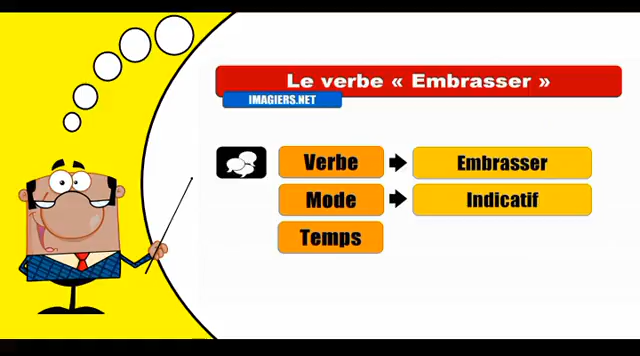 Le verbe « Embrasser »
IMAGIERS.NET
Verbe Embrasser
Mode Indicatif
Temps